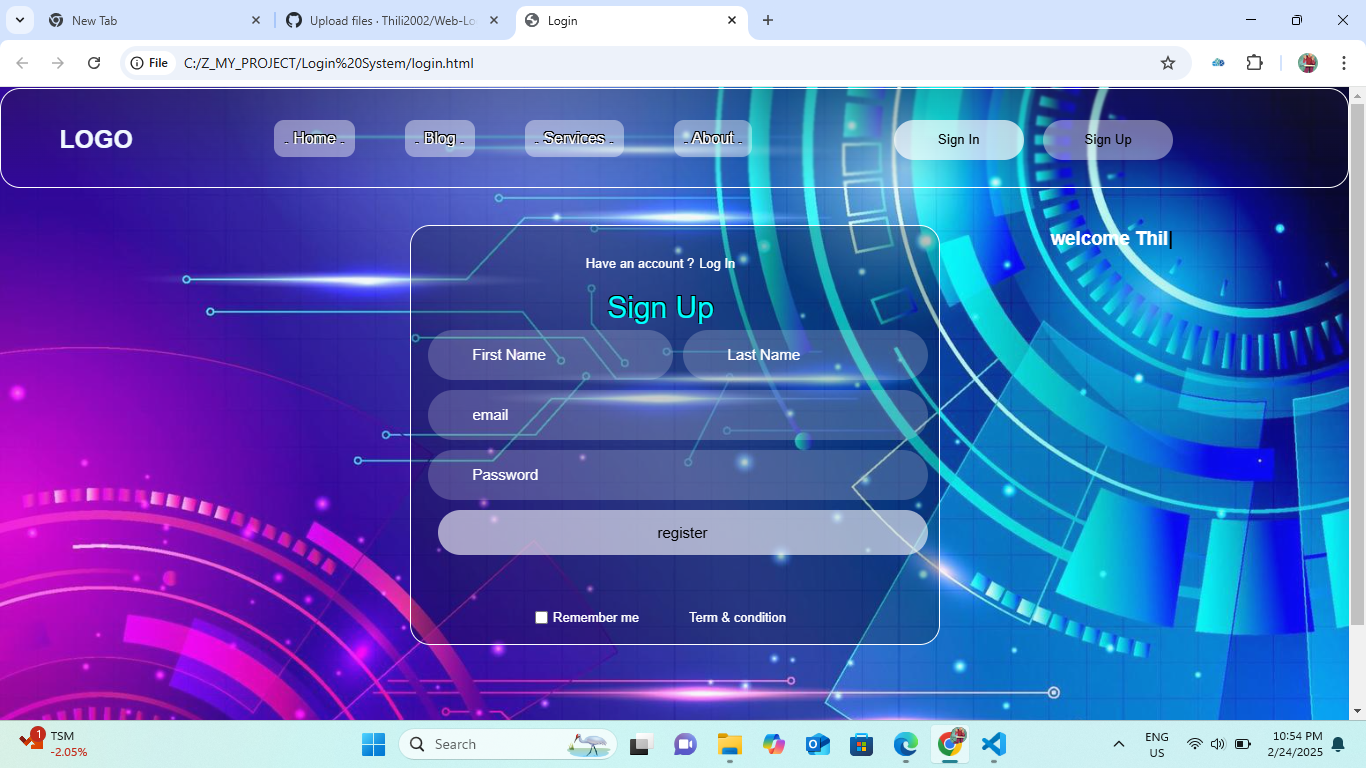 New Tab
Upload files · Thili2002/Web-Lo
Login
File
C:/Z_MY_PROJECT/Login%20System/login.html
LOGO
. Home .
. Blog .
. Services .
. About .
Sign In
Sign Up
welcome Thil|
Have an account ? Log In
Sign Up
First Name
Last Name
email
Password
register
Remember me
Term & condition
1
TSM
-2.05%
Search
ENG
US
10:54 PM
2/24/2025